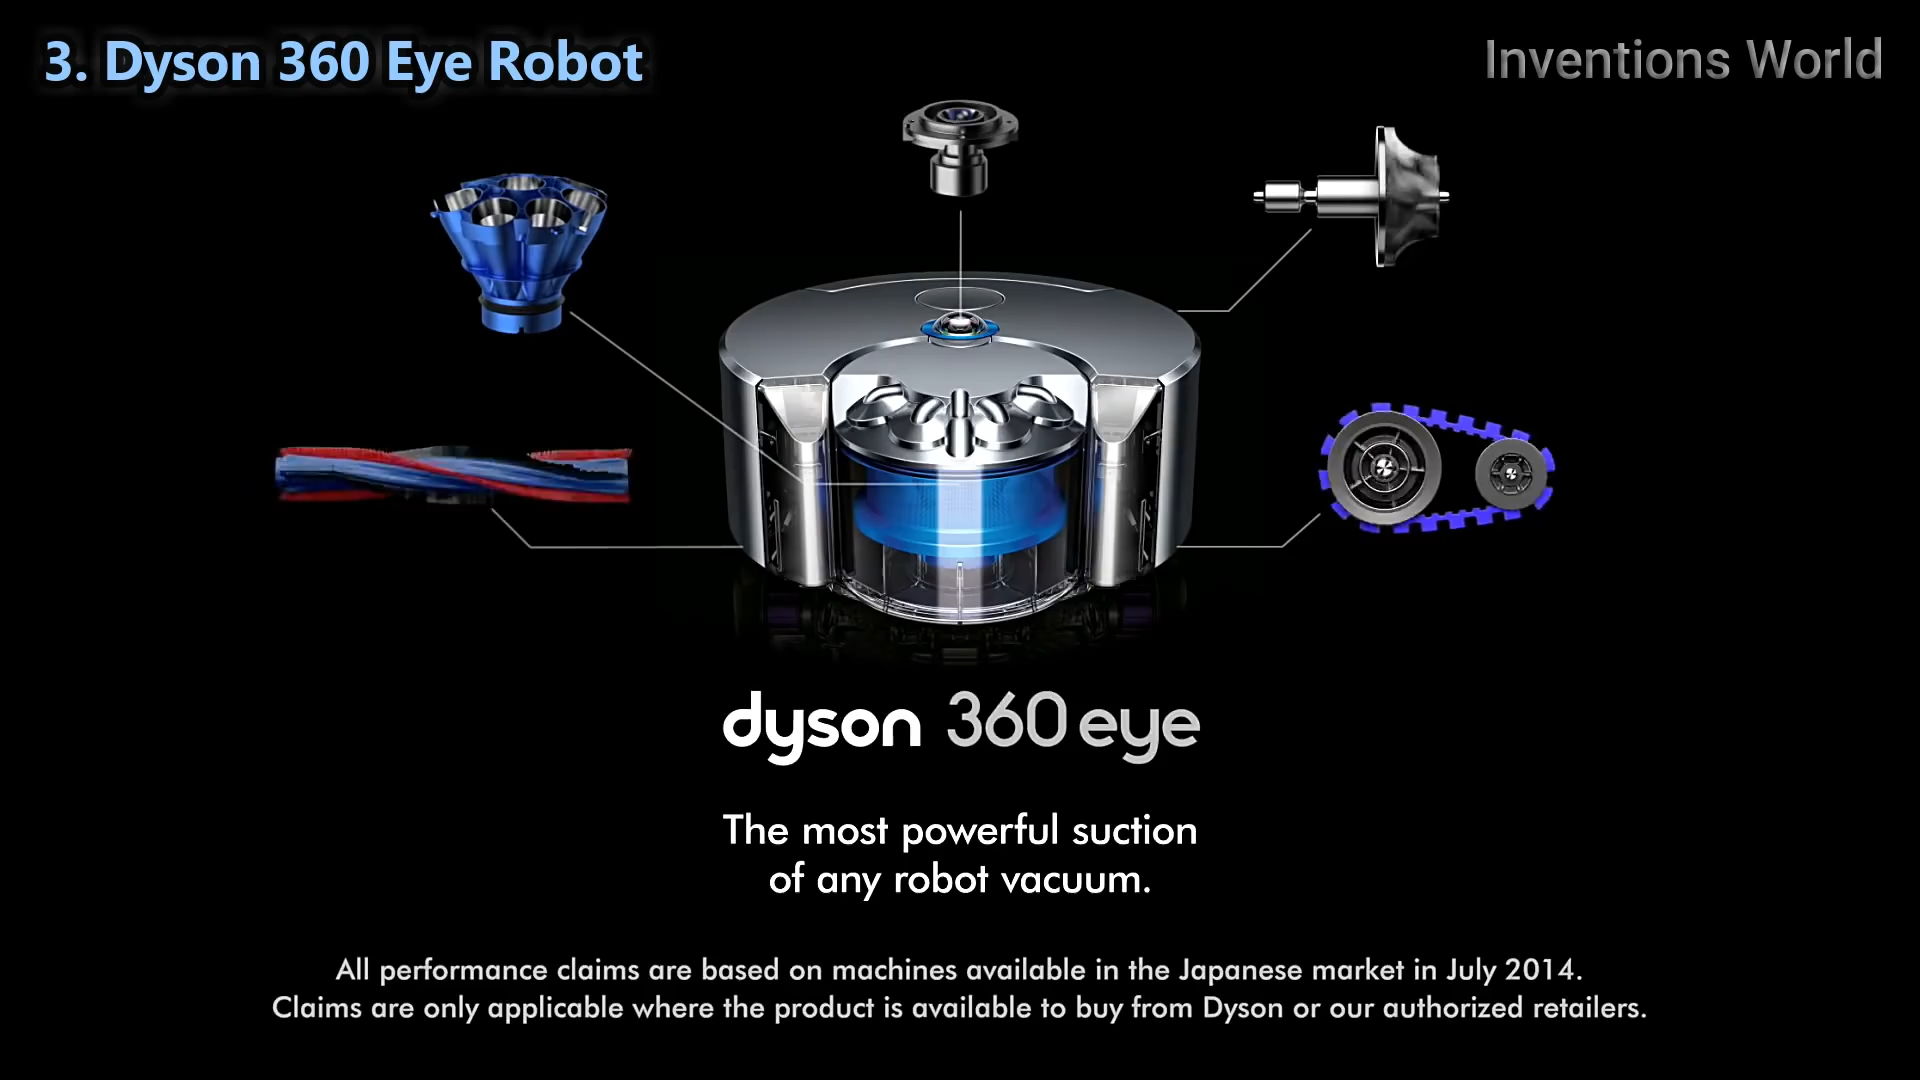 3. Dyson 360 Eye Robot
Inventions World
dyson 360 eye
The most powerful suction
of any robot vacuum.
All performance claims are based on machines available in the Japanese market in July 2014.
Claims are only applicable where the product is available to buy from Dyson or our authorized retailers.